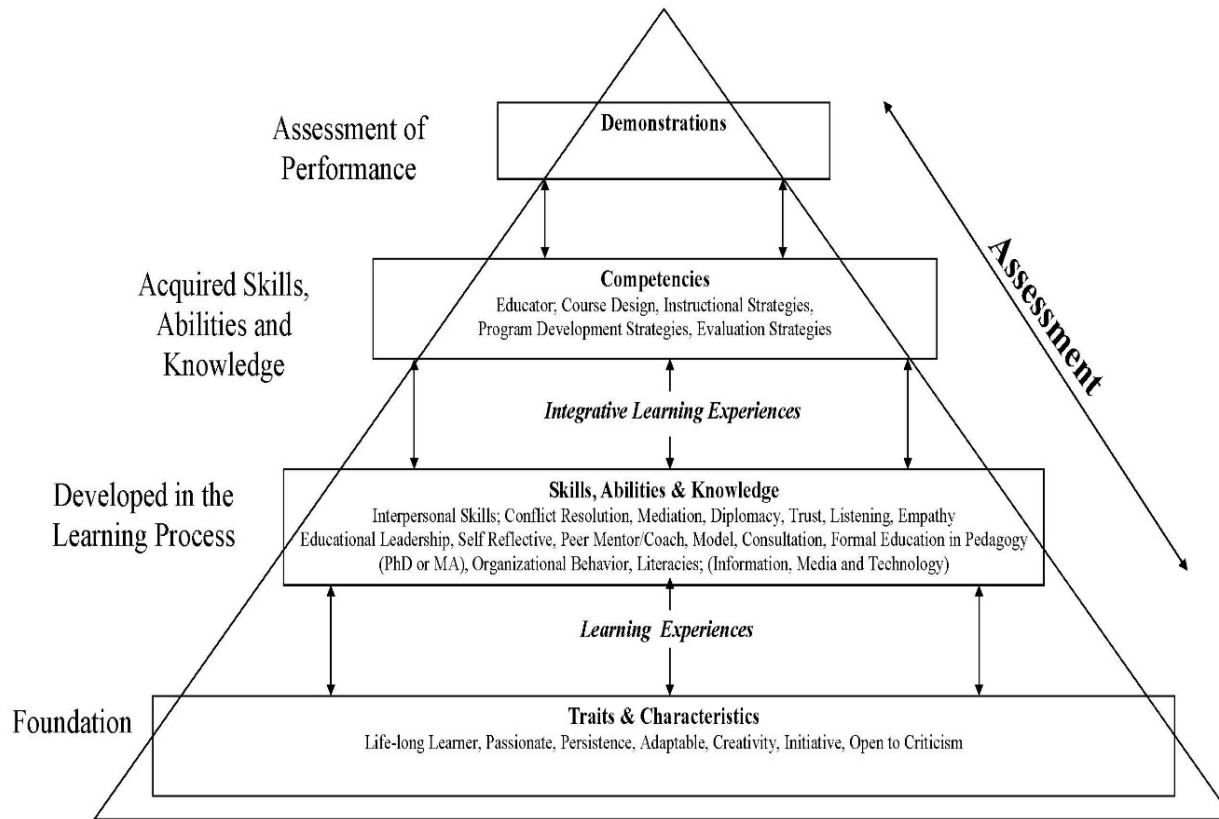 Assessment of
Performance
Demonstrations
Assessment
Acquired Skills,
Abilities and
Knowledge
Competencies
Educator; Course Design, Instructional Strategies,
Program Development Strategies, Evaluation Strategies
Integrative Learning Experiences
Developed in the
Learning Process
Skills, Abilities & Knowledge
Interpersonal Skills; Conflict Resolution, Mediation, Diplomacy, Trust, Listening, Empathy
Educational Leadership, Self Reflective, Peer Mentor/Coach, Model, Consultation, Formal Education in Pedagogy
(PhD or MA), Organizational Behavior, Literacies; (Information, Media and Technology)
Learning Experiences
Foundation
Traits & Characteristics
Life-long Learner, Passionate, Persistence, Adaptable, Creativity, Initiative, Open to Criticism